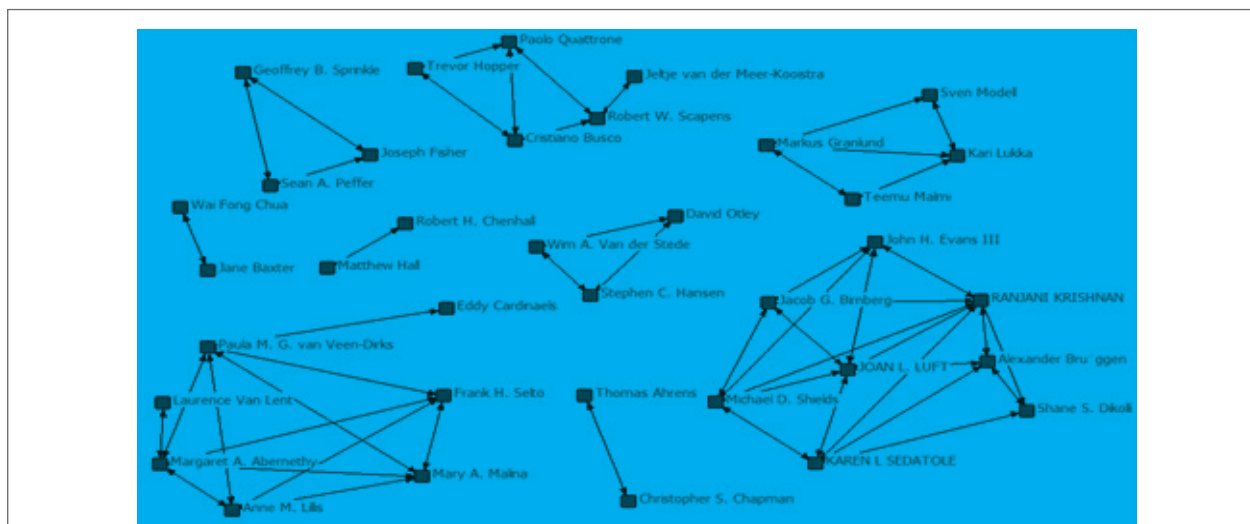 Paolo Quattrone
Geoffrey B. Sprinkle
Trevor Hopper
Jeltje van der Meer-Kooistra
Sven Modell
Robert W. Scapens
Cristiano Busco
Markus Granlund
Joseph Fisher
Kari Lukka
Sean A. Peffer
Teemu Malmi
Wai Fong Chua
David Otley
Robert H. Chenhall
John H. Evans III
Wim A. Van der Stede
Jane Baxter
Matthew Hall
Stephen C. Hansen
Jacob G. Birnberg
RANJANI KRISHNAN
Eddy Cardinaels
Paula M. G. van Veen-Dirks
Alexander Bru¨ggen
JOAN L. LUFT
Frank H. Selto
Thomas Ahrens
Laurence Van Lent
Michael D. Shields
Shane S. Dikolli
Margaret A. Abernethy
KAREN L SEDATOLE
Mary A. Malina
Christopher S. Chapman
Anne M. Lilis